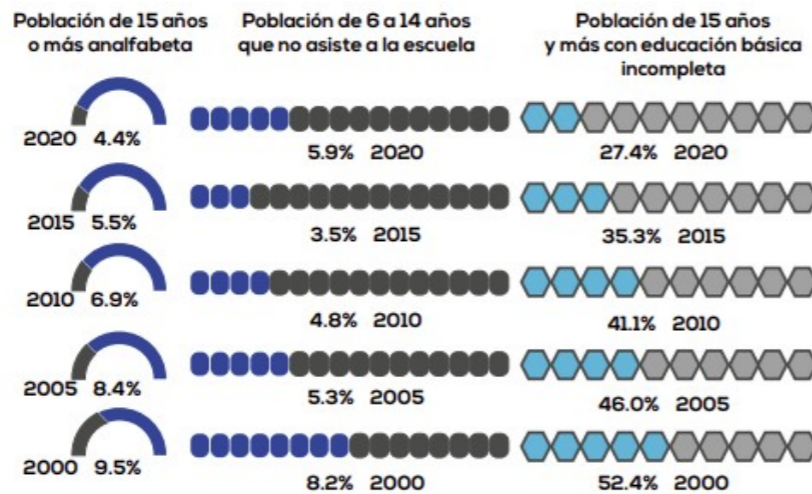 Población de 15 años
o más analfabeta
Población de 6 a 14 años
que no asiste a la escuela
Población de 15 años
y más con educación básica
incompleta
2020 4.4%
5.9% 2020
27.4% 2020
2015 5.5%
3.5% 2015
35.3% 2015
2010 6.9%
4.8% 2010
41.1% 2010
2005 8.4%
5.3% 2005
46.0% 2005
2000 9.5%
8.2% 2000
52.4% 2000